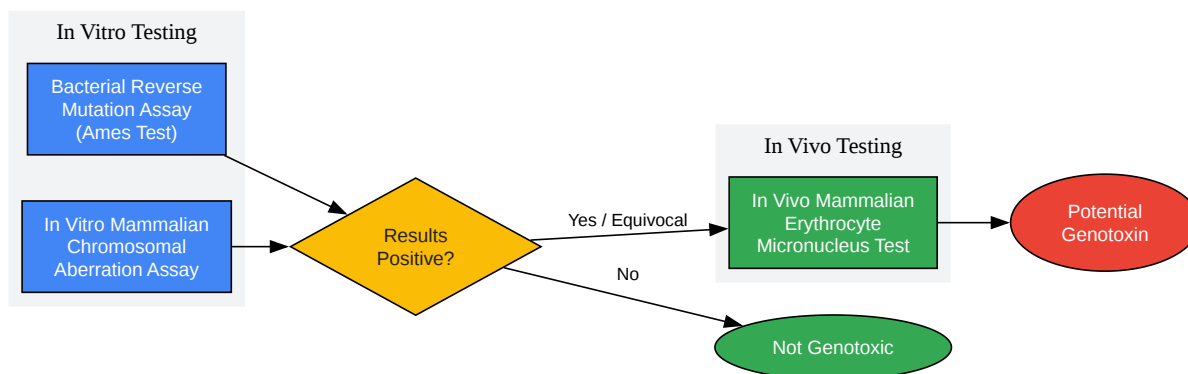 In Vitro Testing
Bacterial Reverse
Mutation Assay
(Ames Test)
In Vitro Mammalian
Chromosomal
Aberration Assay
Results
Positive?
Yes / Equivocal
No
In Vivo Testing
In Vivo Mammalian
Erythrocyte
Micronucleus Test
Potential
Genotoxin
Not Genotoxic